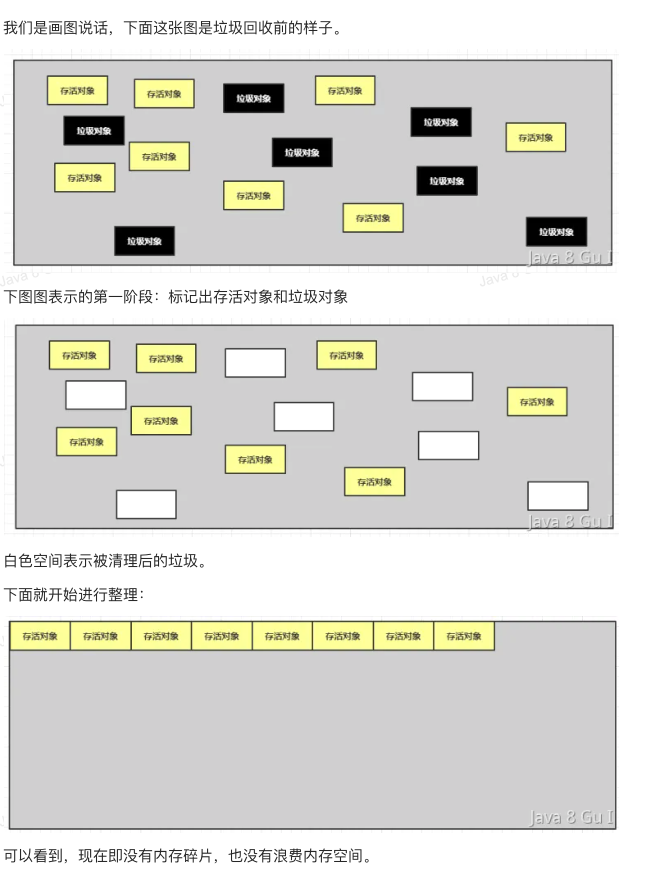 我们是画图说话，下面这张图是垃圾回收前的样子。
存活对象 存活对象 垃圾对象 存活对象
垃圾对象 垃圾对象 存活对象
存活对象 垃圾对象
存活对象 垃圾对象
存活对象 存活对象
垃圾对象 垃圾对象
Java 8 Gu I
Java 8 Java 8 Gu
下图图表示的第一阶段：标记出存活对象和垃圾对象
存活对象 存活对象 存活对象
存活对象
存活对象
存活对象 存活对象
存活对象
Java 8 Gu I
白色空间表示被清理后的垃圾。
下面就开始进行整理：
存活对象 存活对象 存活对象 存活对象 存活对象 存活对象 存活对象 存活对象
Java 8 Gu I
可以看到，现在即没有内存碎片，也没有浪费内存空间。